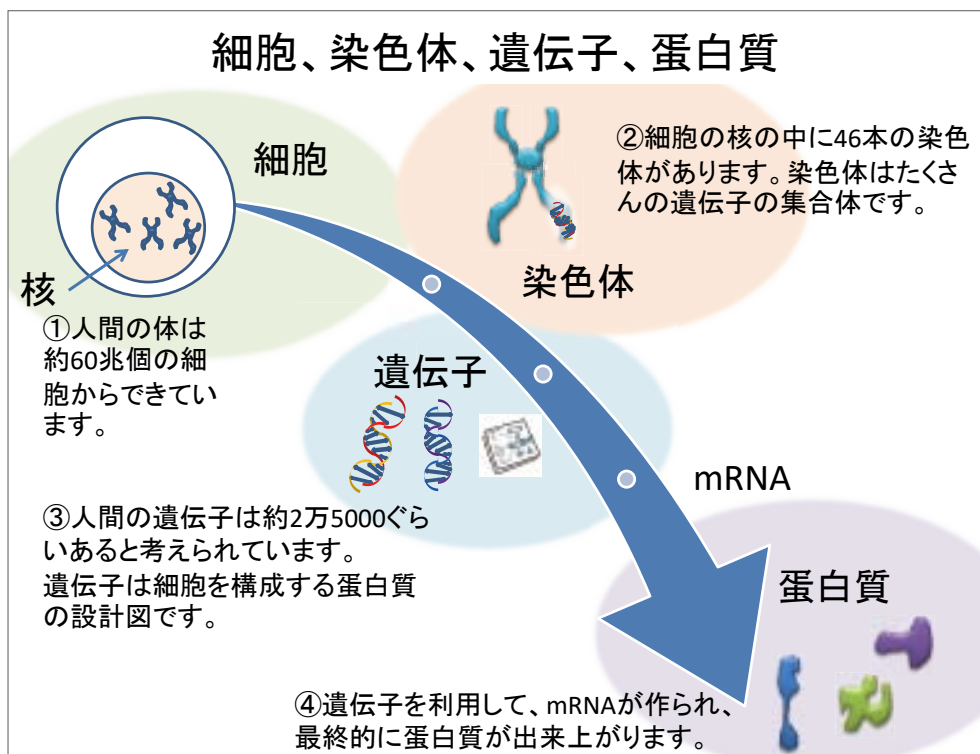 細胞、染色体、遺伝子、蛋白質
細胞
核
①人間の体は
約60兆個の細
胞からできてい
ます。
②細胞の核の中に46本の染色
体があります。染色体はたくさ
んの遺伝子の集合体です。
染色体
遺伝子
③人間の遺伝子は約2万5000ぐら
いあると考えられています。
遺伝子は細胞を構成する蛋白質
の設計図です。
mRNA
蛋白質
④遺伝子を利用して、mRNAが作られ、
最終的に蛋白質が出来上がります。